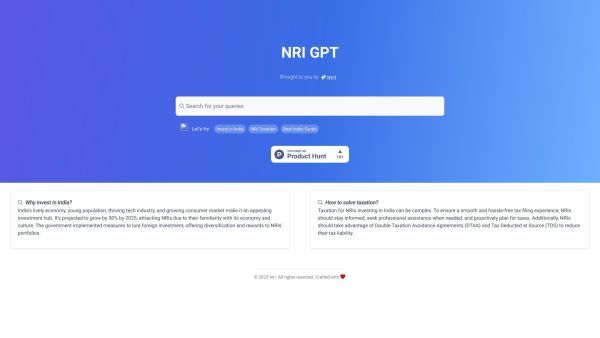 NRI GPT
Brought to you by inri
Search for your queries
Let's try Invest in India NRI Taxation Best Index Funds
FEATURED ON
Product Hunt
181
Why invest in India?
India's lively economy, young population, thriving tech industry, and growing consumer market make it an appealing
investment hub. It's projected to grow by 30% by 2025, attracting due to their familiarity with its economy and
culture. The government implemented measures to lure foreign investment, offering diversification and rewards to NRIs'
portfolios.
How to solve taxation?
Taxation for NRIs investing in India can be complex. To ensure a smooth and hassle-free tax filing experience, NRIs
should stay informed, seek professional assistance when needed, and proactively plan for taxes. Additionally, NRIs
should take advantage of Double Taxation Avoidance Agreements (DTAA) and Tax Deducted at Source (TDS) to reduce
their tax liability.
© 2023 Inri. All rights reserved. Crafted with